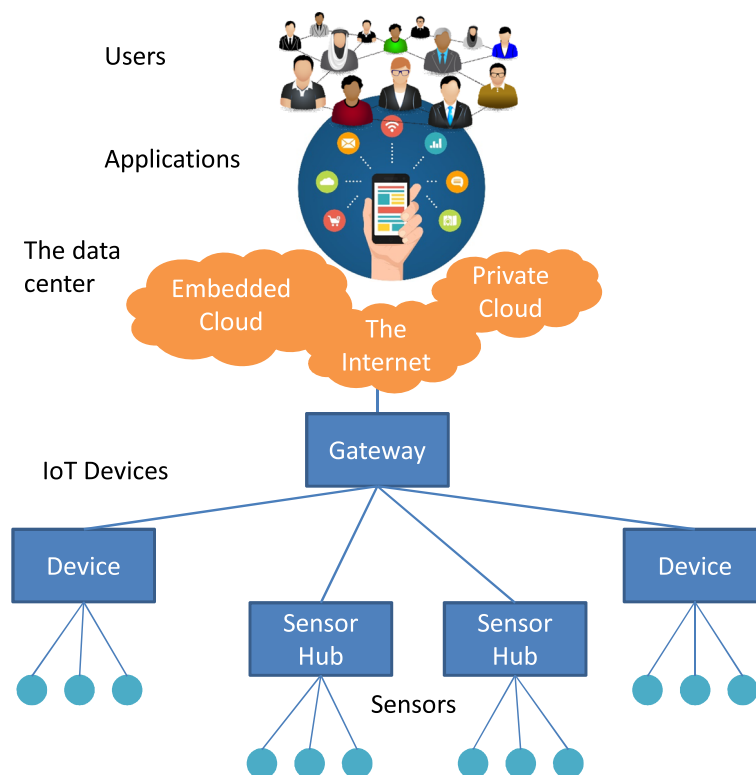 Users
Applications
The data
center
Embedded
Cloud
The
Internet
Private
Cloud
Gateway
IoT Devices
Device
Device
Sensor
Hub
Sensor
Hub
Sensors